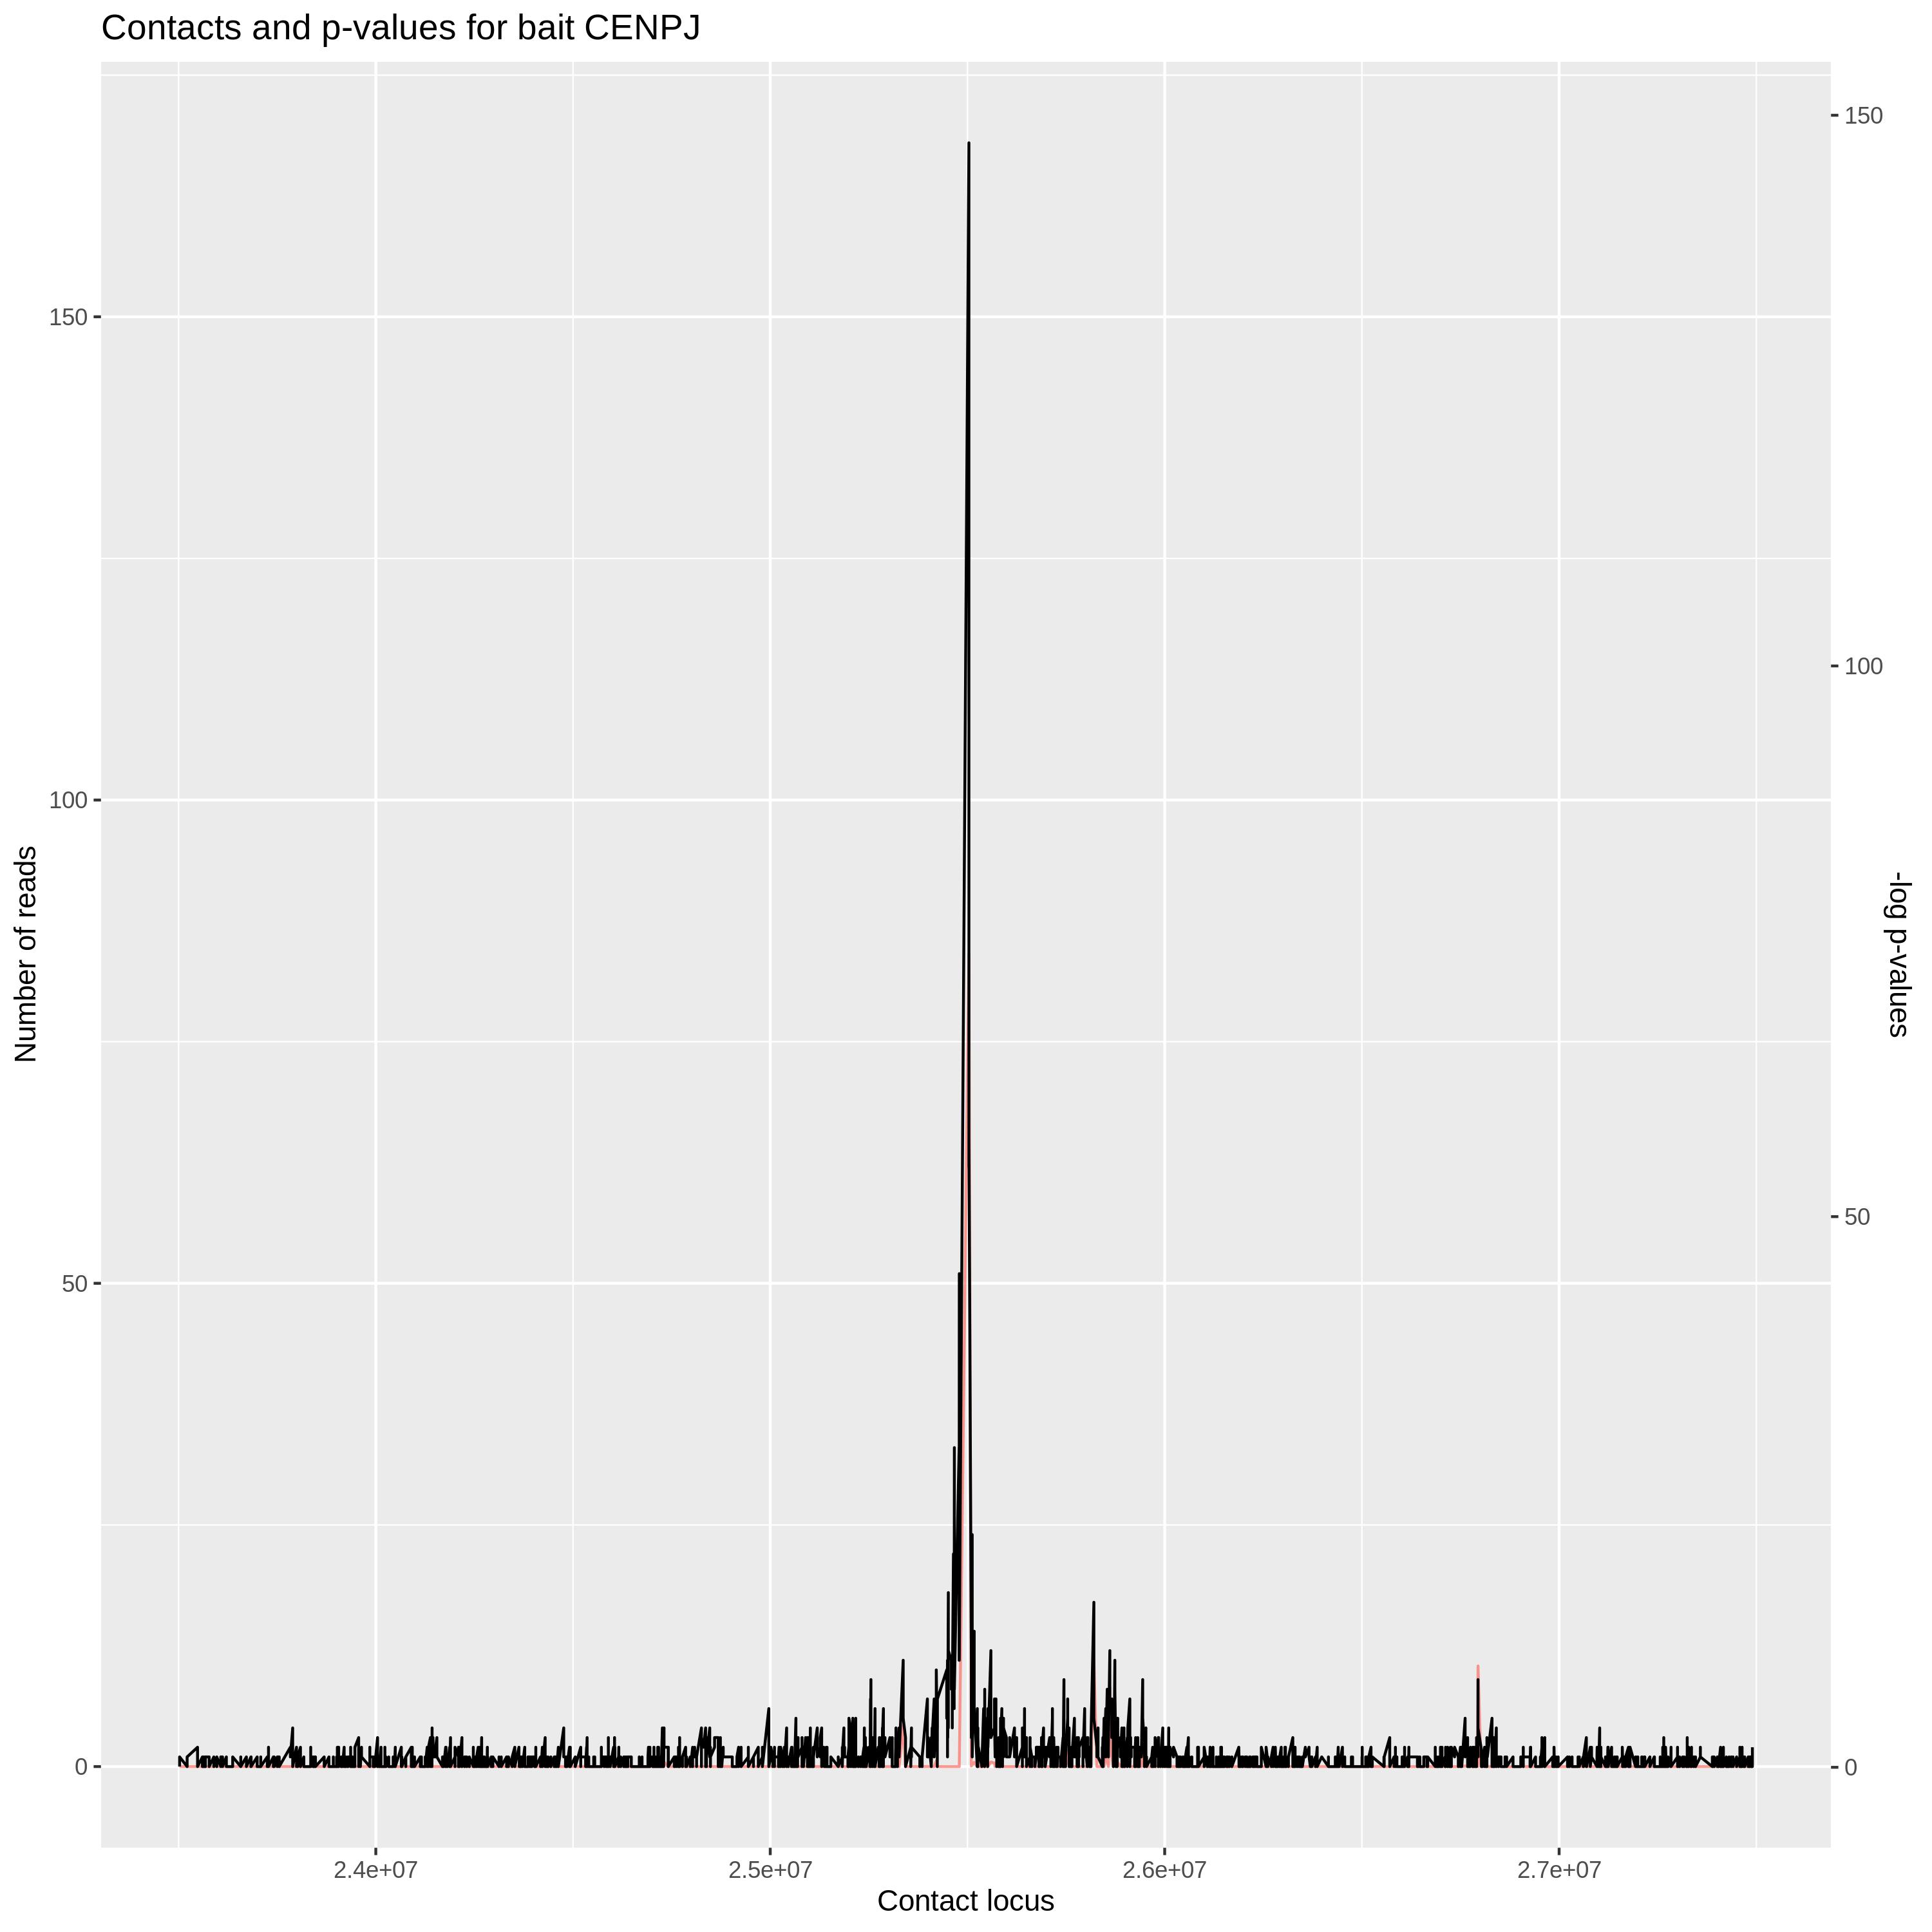 Contacts and p-values for bait CENPJ
150
100
50
0
Number of reads
150
100
50
0
-log p-values
2.4e+07 2.5e+07 2.6e+07 2.7e+07
Contact locus